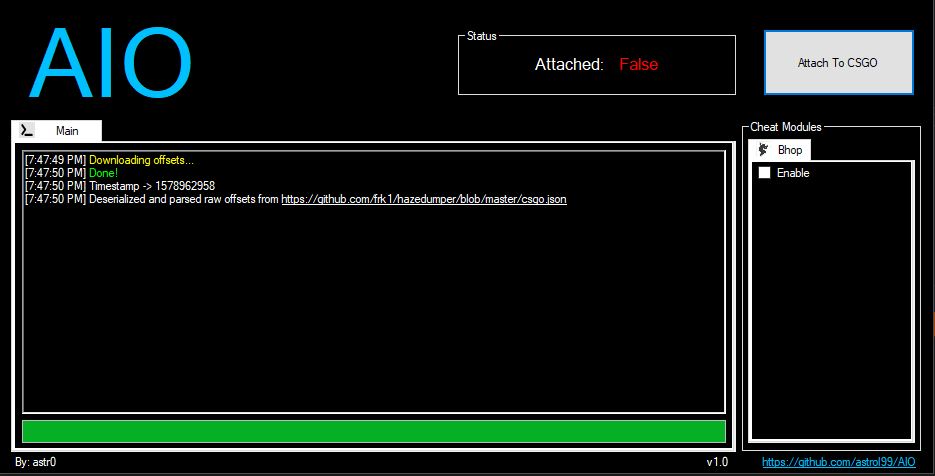 AIO
Status
Attached: False
Attach To CSGO
Main
[7:47:49 PM] Downloading offsets...
[7:47:50 PM] Done!
[7:47:50 PM] Timestamp -> 1578962958
[7:47:50 PM] Deserialized and parsed raw offsets from https://github.com/frk1/hazedumper/blob/master/csgo.json
Cheat Modules
Bhop
Enable
By: astr0
v1.0
https://github.com/astrol99/AIO